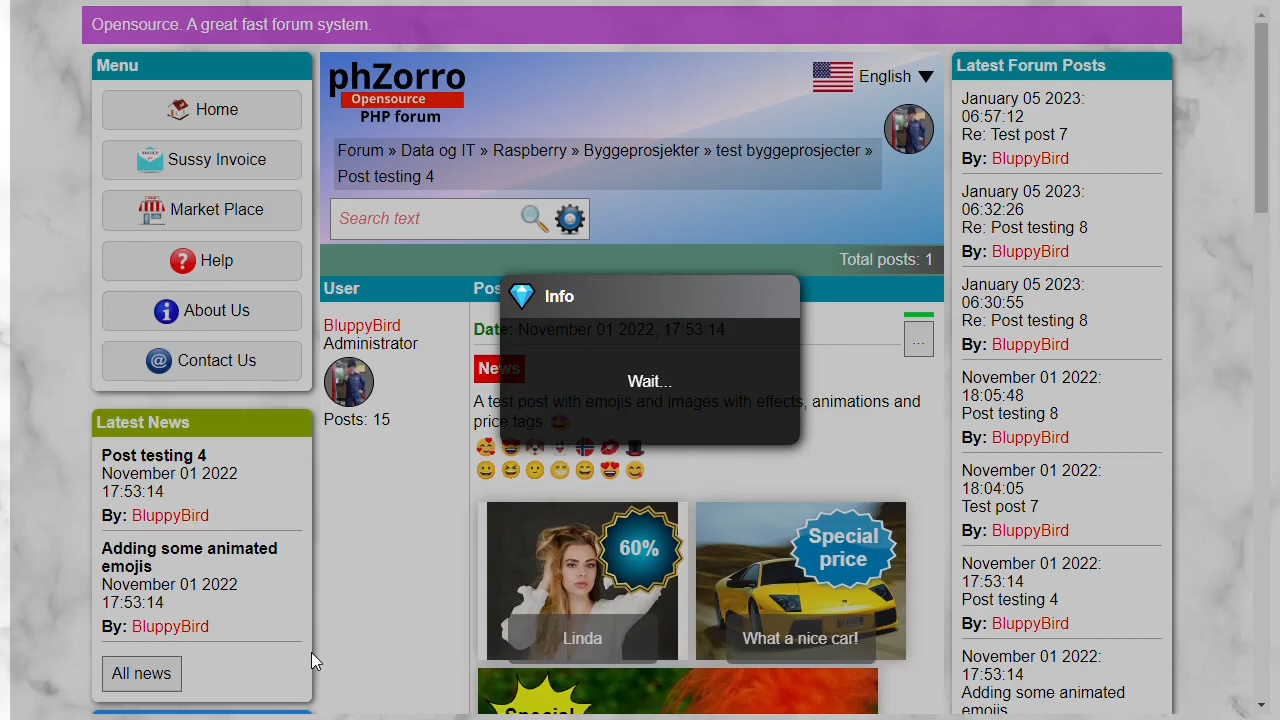 Opensource. A great fast forum system.
Menu
Home
Sussy Invoice
Market Place
Help
About Us
Contact Us
Latest News
Post testing 4
November 01 2022
17:53:14
By: BluppyBird
Adding some animated
emojis
November 01 2022
17:53:14
By: BluppyBird
All news
phZorro
Opensource
PHP forum
English ▼
Forum » Data og IT » Raspberry » Byggeprosjekter » test byggeprosjecter »
Post testing 4
Search text
Total posts: 1
User
Pos
BluppyBird
Administrator
Posts: 15
Info
Wait...
Date: November 01 2022, 17:53:14
...
News
A test post with emojis and images with effects, animations and
price tags
60%
Linda
Special
price
What a nice car!
Special
Latest Forum Posts
January 05 2023:
06:57:12
Re: Test post 7
By: BluppyBird
January 05 2023:
06:32:26
Re: Post testing 8
By: BluppyBird
January 05 2023:
06:30:55
Re: Post testing 8
By: BluppyBird
November 01 2022:
18:05:48
Post testing 8
By: BluppyBird
November 01 2022:
18:04:05
Test post 7
By: BluppyBird
November 01 2022:
17:53:14
Post testing 4
By: BluppyBird
November 01 2022:
17:53:14
Adding some animated
emojis